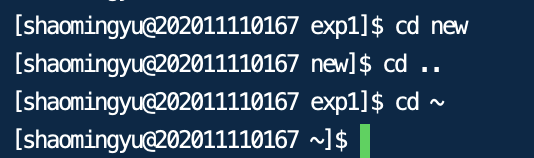 [shaomingyu@202011110167 exp1]$ cd new
[shaomingyu@202011110167 new]$ cd ..
[shaomingyu@202011110167 exp1]$ cd ~
[shaomingyu@202011110167 ~]$